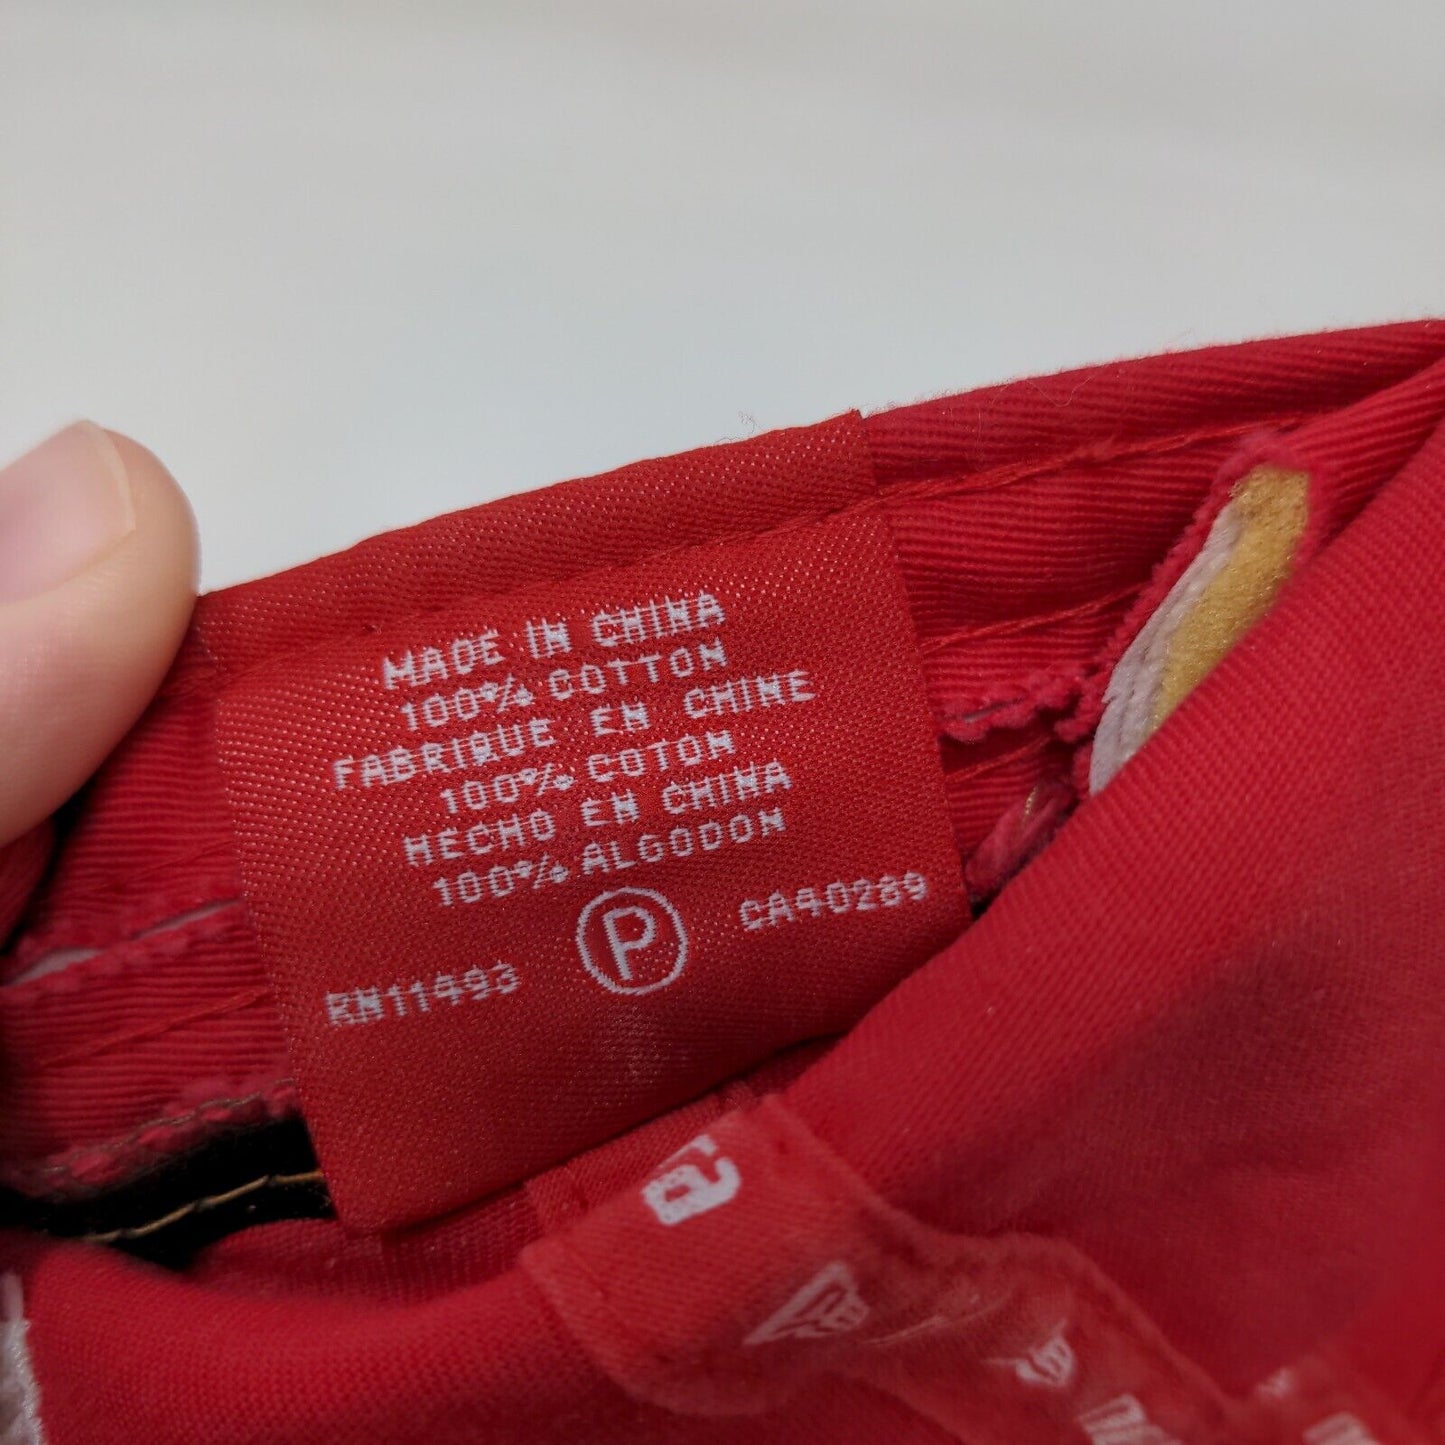 MADE IN CHINA
100% COTTON
FABRIQUE EN CHINE
100% COTON
HECHO EN CHINA
100% ALGODON
P
RN11493 CA40289